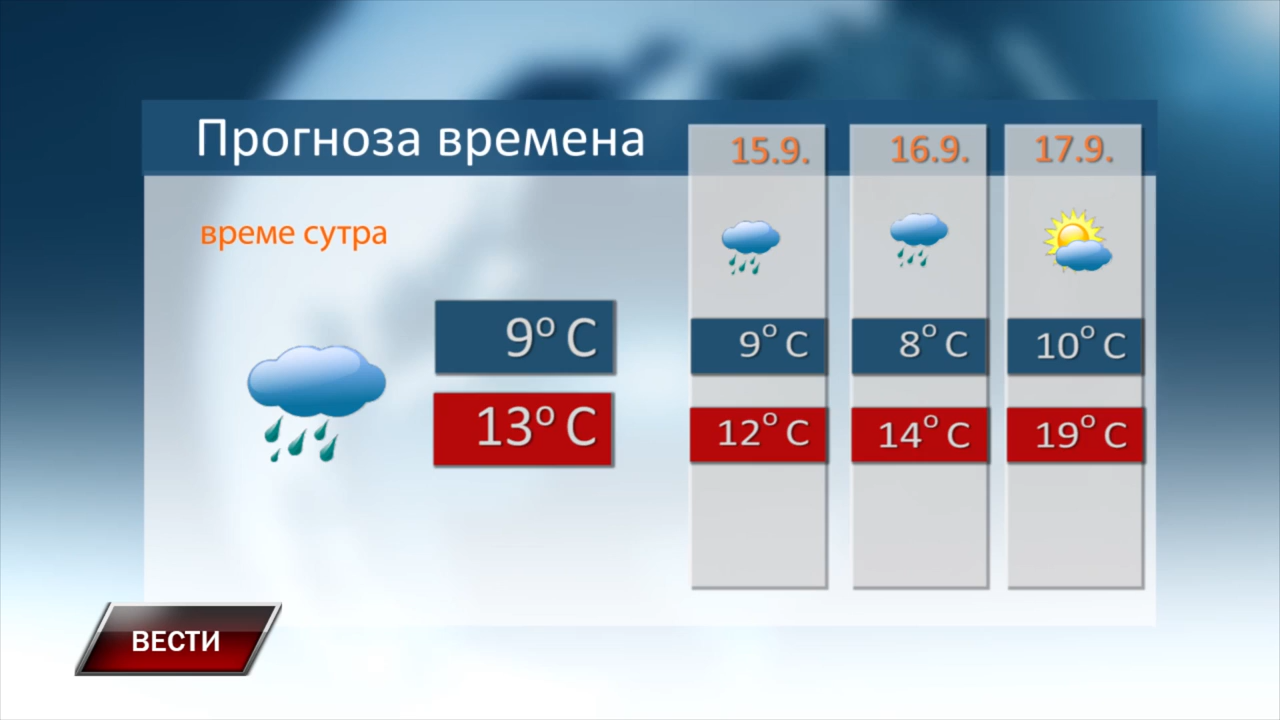 Прогноза времена
време сутра
9° C
13° C
15.9.
16.9.
17.9.
9° C
8° C
10° C
12° C
14° C
19° C
ВЕСТИ